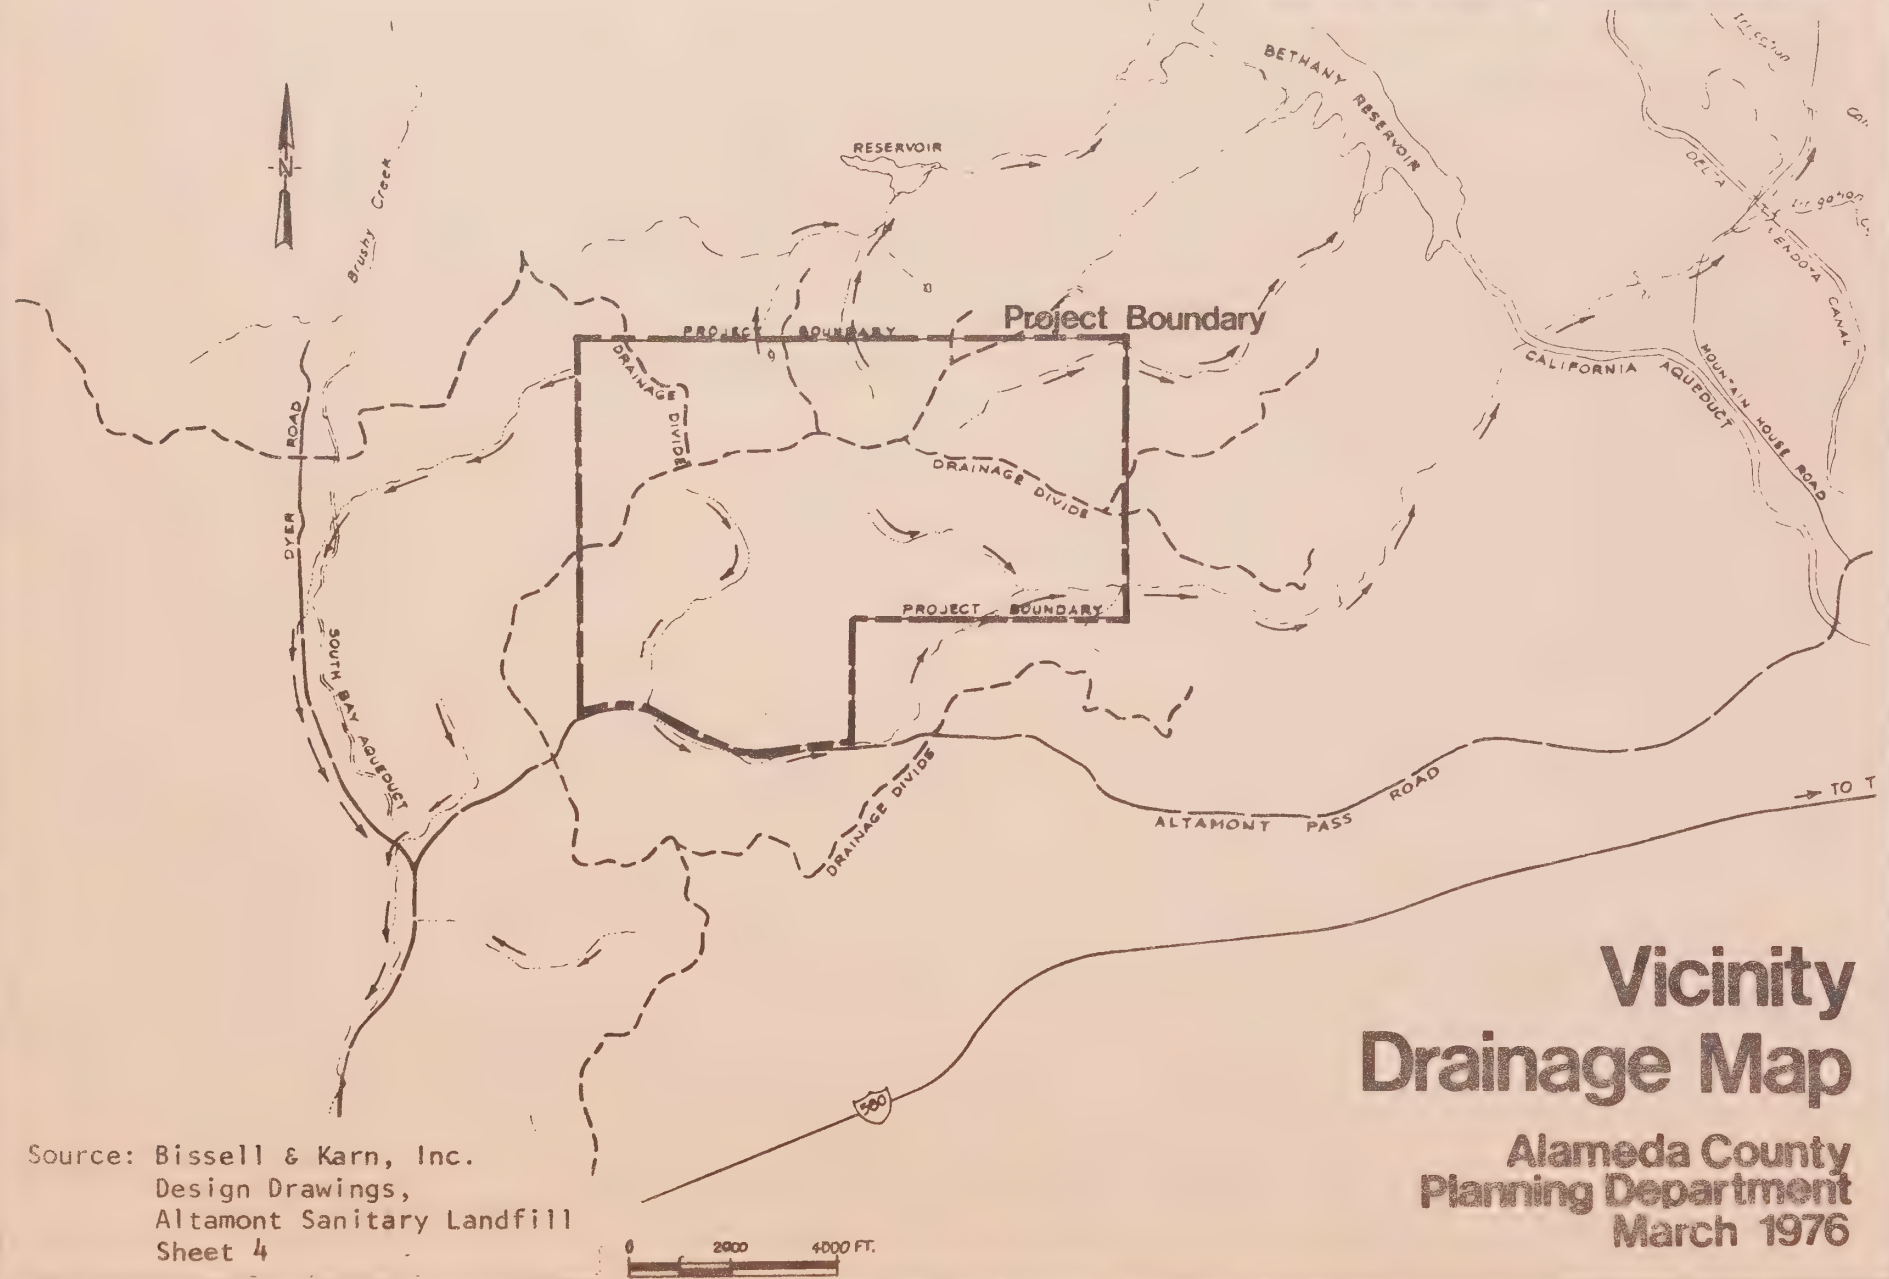 BETHANY RESERVOIR
Irrigation
RESERVOIR
DELTA
MENDOTA CANAL
Brushy Creek
N
Project Boundary
PROJECT BOUNDARY
DRAINAGE DIVIDE
DYER ROAD
DRAINAGE DIVIDE
CALIFORNIA AQUEDUCT
MOUNTAIN HOUSE ROAD
PROJECT BOUNDARY
SOUTH BAY AQUEDUCT
DRAINAGE DIVIDE
ALTAMONT PASS ROAD
TO T
580
Vicinity
Drainage Map
Alameda County
Planning Department
March 1976
Source: Bissell & Karn, Inc.
Design Drawings,
Altamont Sanitary Landfill
Sheet 4
0 2000 4000 FT.